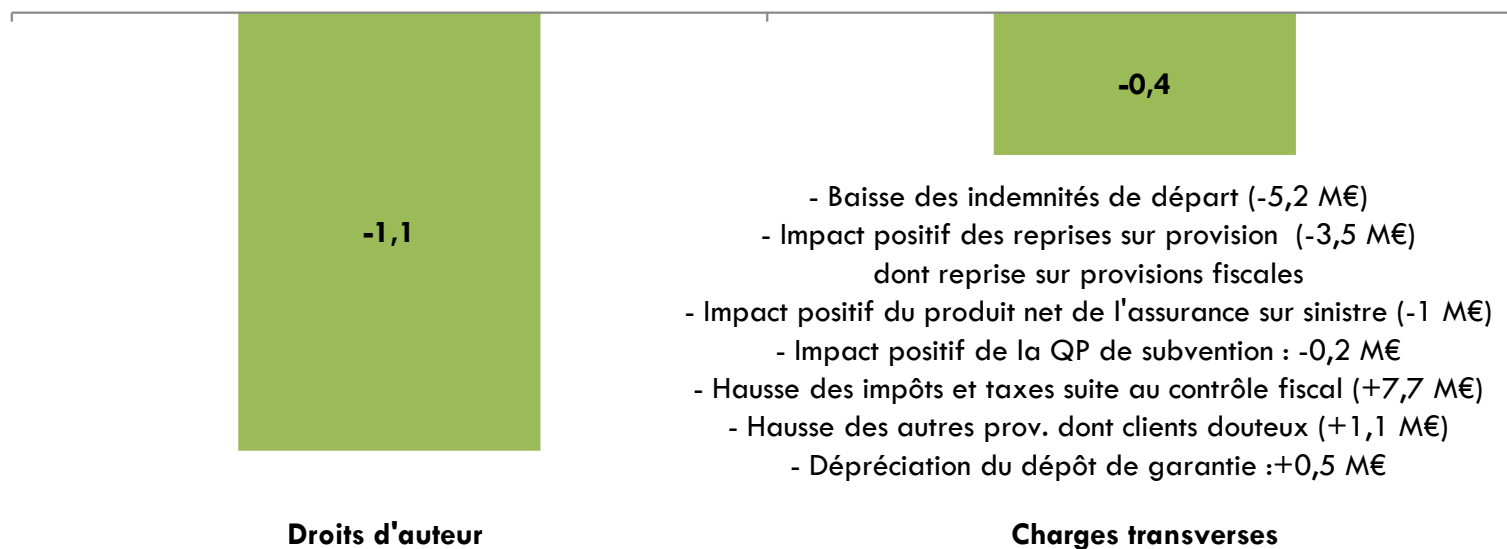 -0,4
-1,1
- Baisse des indemnités de départ (-5,2 M€)
- Impact positif des reprises sur provision  (-3,5 M€)
dont reprise sur provisions fiscales
- Impact positif du produit net de l'assurance sur sinistre (-1 M€)
- Impact positif de la QP de subvention : -0,2 M€
- Hausse des impôts et taxes suite au contrôle fiscal (+7,7 M€)
- Hausse des autres prov. dont clients douteux (+1,1 M€)
- Dépréciation du dépôt de garantie :+0,5 M€
Droits d'auteur
Charges transverses